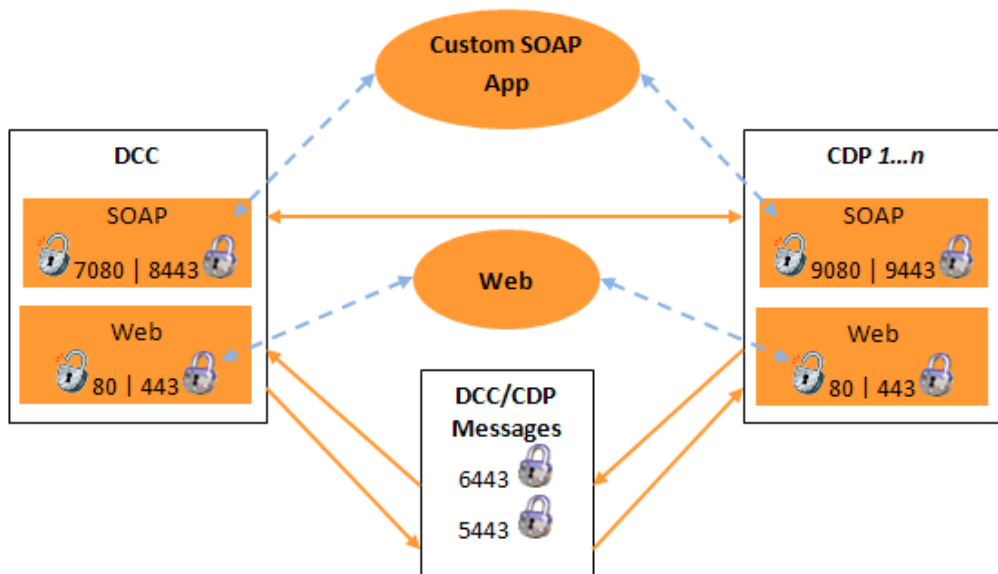 Custom SOAP
App
DCC
SOAP
7080 | 8443
Web
80 | 443
CDP 1...n
SOAP
9080 | 9443
Web
80 | 443
Web
DCC/CDP
Messages
6443
5443